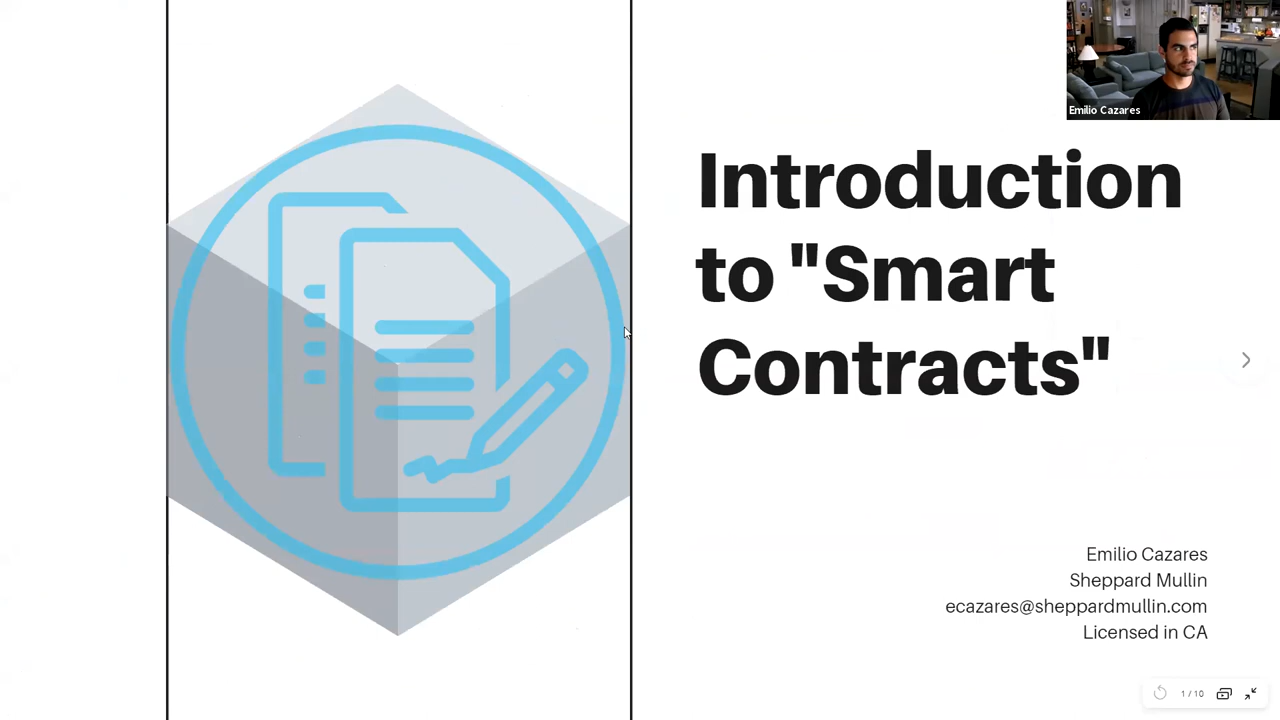 Emilio Cazares
Introduction
to "Smart
Contracts"
Emilio Cazares
Sheppard Mullin
ecazares@sheppardmullin.com
Licensed in CA
1 / 10